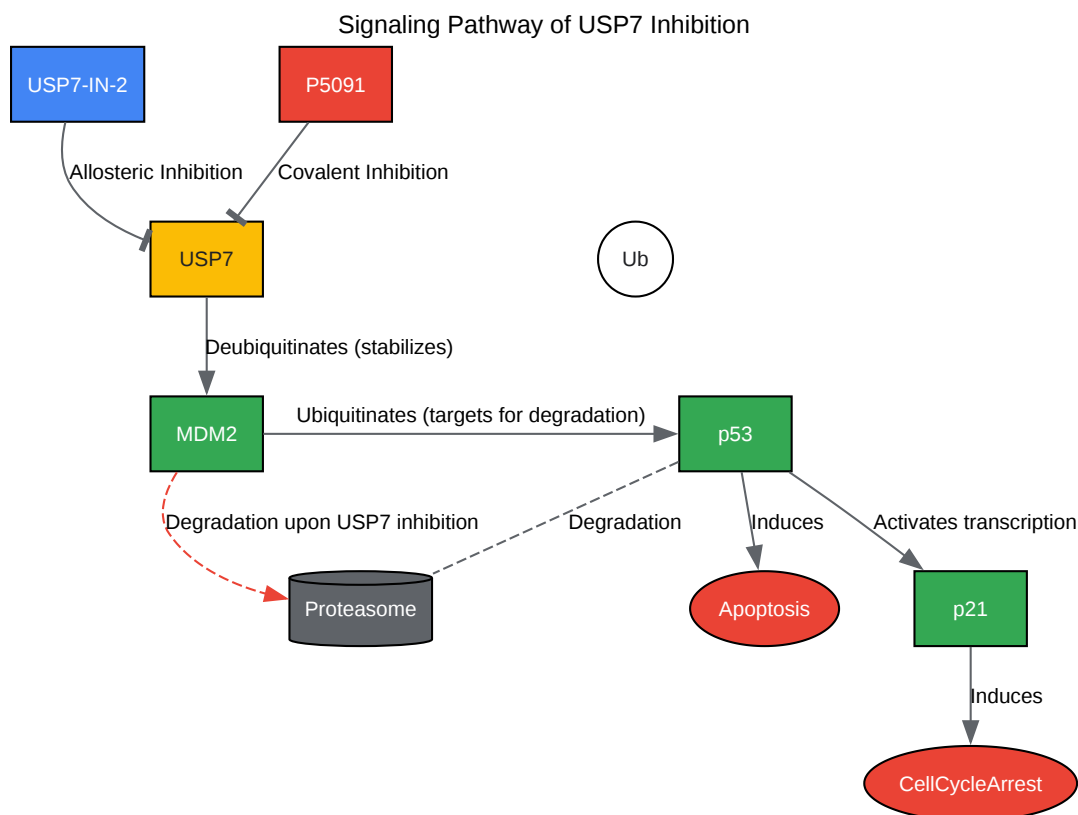 Signaling Pathway of USP7 Inhibition
USP7-IN-2
P5091
Allosteric Inhibition
Covalent Inhibition
USP7
Ub
Deubiquitinates (stabilizes)
MDM2
Ubiquitinates (targets for degradation)
p53
Degradation upon USP7 inhibition
Degradation
Induces
Activates transcription
Proteasome
Apoptosis
p21
Induces
CellCycleArrest